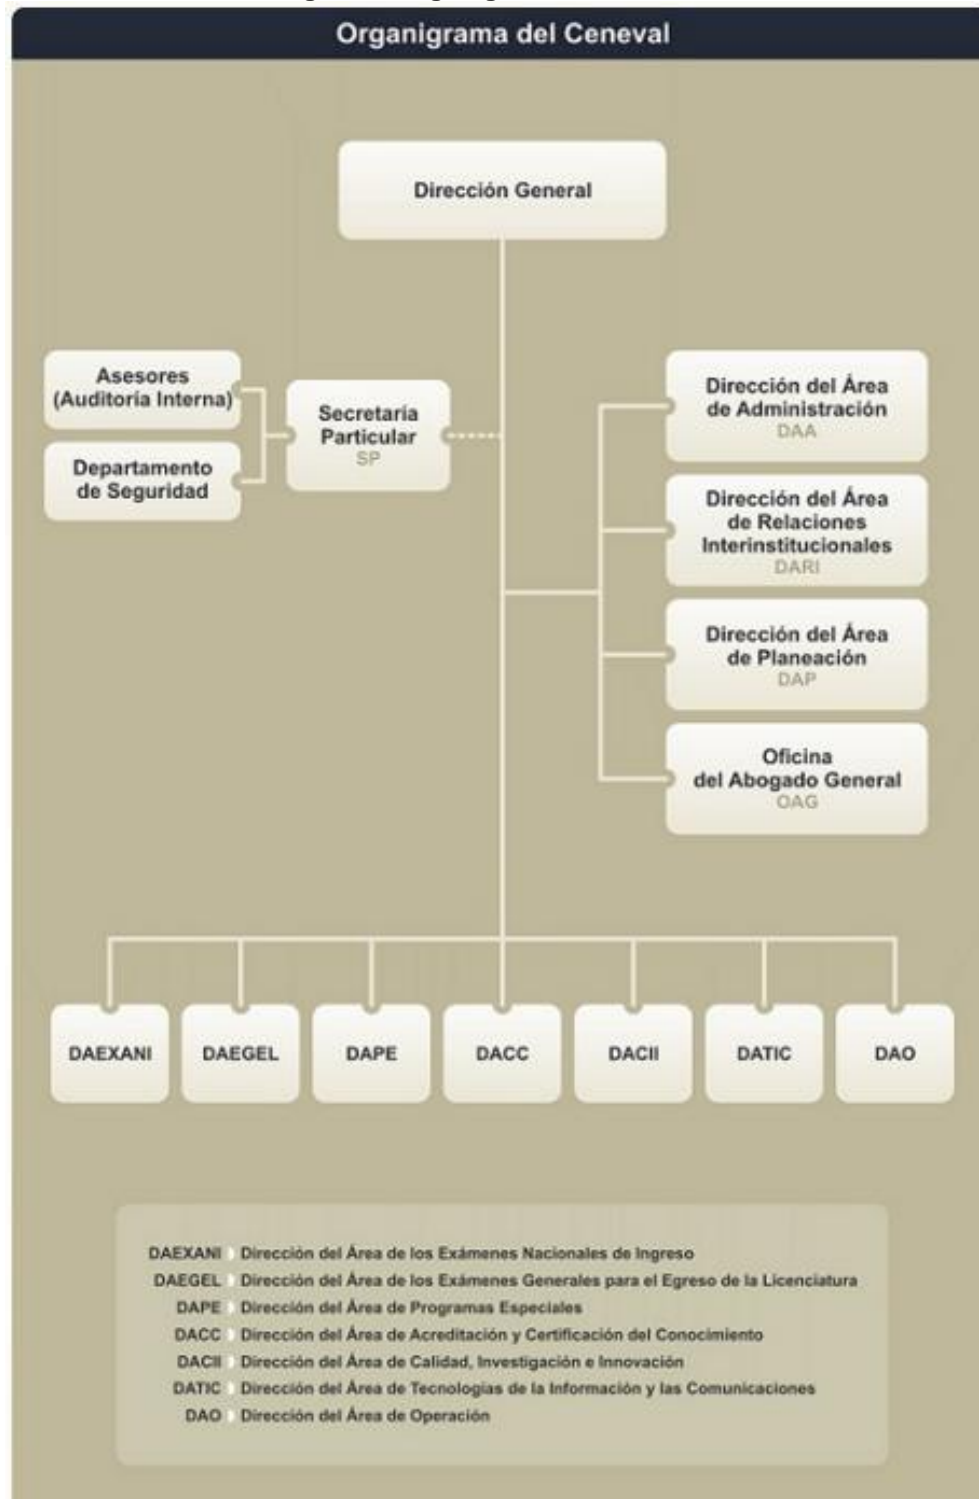 Organigrama del Ceneval
Dirección General
Asesores
(Auditoría Interna)
Departamento
de Seguridad
Secretaría
Particular
SP
Dirección del Área
de Administración
DAA
Dirección del Área
de Relaciones
Interinstitucionales
DARI
Dirección del Área
de Planeación
DAP
Oficina
del Abogado General
OAG
DAEXANI
DAEGEL
DAPE
DACC
DACII
DATIC
DAO
DAEXANI Dirección del Área de los Exámenes Nacionales de Ingreso
DAEGEL Dirección del Área de los Exámenes Generales para el Egreso de la Licenciatura
DAPE Dirección del Área de Programas Especiales
DACC Dirección del Área de Acreditación y Certificación del Conocimiento
DACII Dirección del Área de Calidad, Investigación e Innovación
DATIC Dirección del Área de Tecnologías de la Información y las Comunicaciones
DAO Dirección del Área de Operación